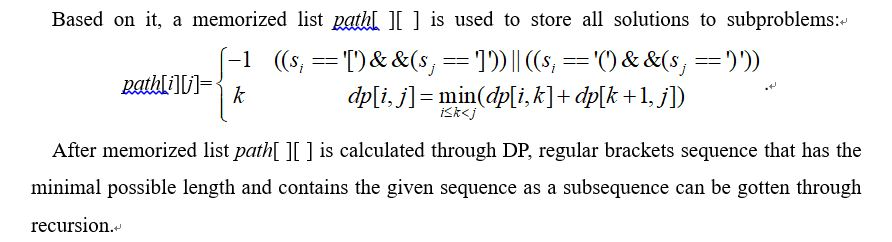 Based on it, a memorized list path[ ][ ] is used to store all solutions to subproblems:↵
path[i][j]={ -1 ((s_i == '[') & &(s_j == ']')) || ((s_i == '(') & &(s_j == ')'))
k dp[i, j] = min(dp[i, k] + dp[k + 1, j]) .↵
i≤k<j
After memorized list path[ ][ ] is calculated through DP, regular brackets sequence that has the
minimal possible length and contains the given sequence as a subsequence can be gotten through
recursion.↵